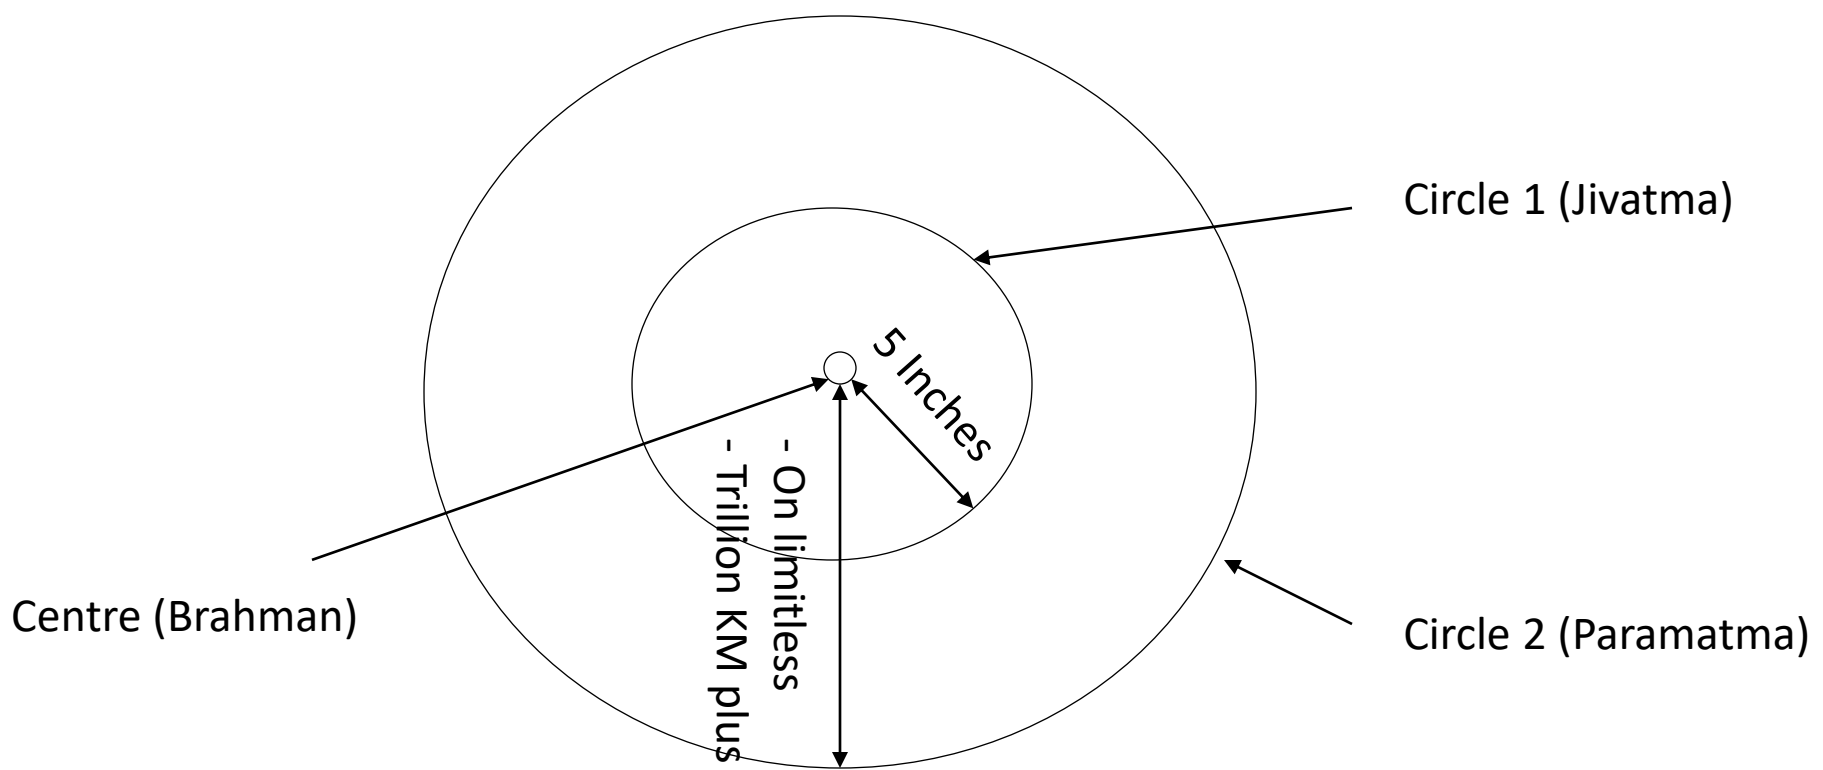 Circle 1 (Jivatma)
5 Inches
- On limitless
- Trillion KM plus
Centre (Brahman)
Circle 2 (Paramatma)